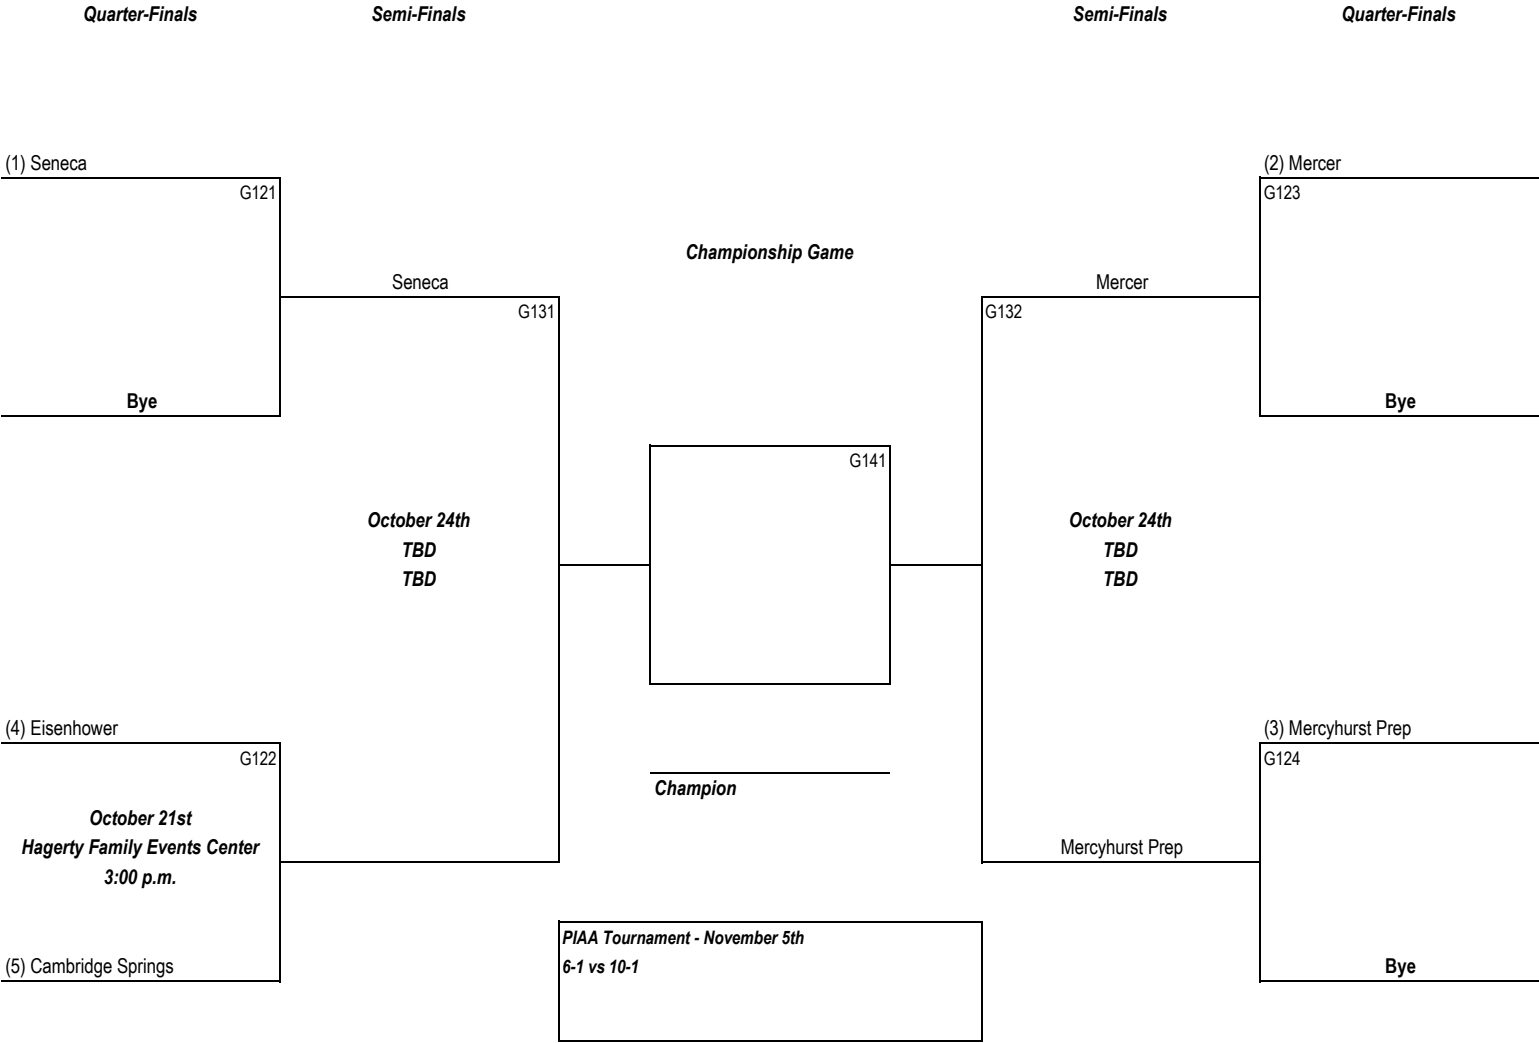 Quarter-Finals
Semi-Finals
Semi-Finals
Quarter-Finals
(1) Seneca
G121
Seneca
G131
Bye
October 24th
TBD
TBD
(4) Eisenhower
G122
October 21st
Hagerty Family Events Center
3:00 p.m.
(5) Cambridge Springs
Championship Game
G141
Champion
PIAA Tournament - November 5th
6-1 vs 10-1
(2) Mercer
G123
Mercer
G132
Bye
October 24th
TBD
TBD
(3) Mercyhurst Prep
G124
Mercyhurst Prep
Bye